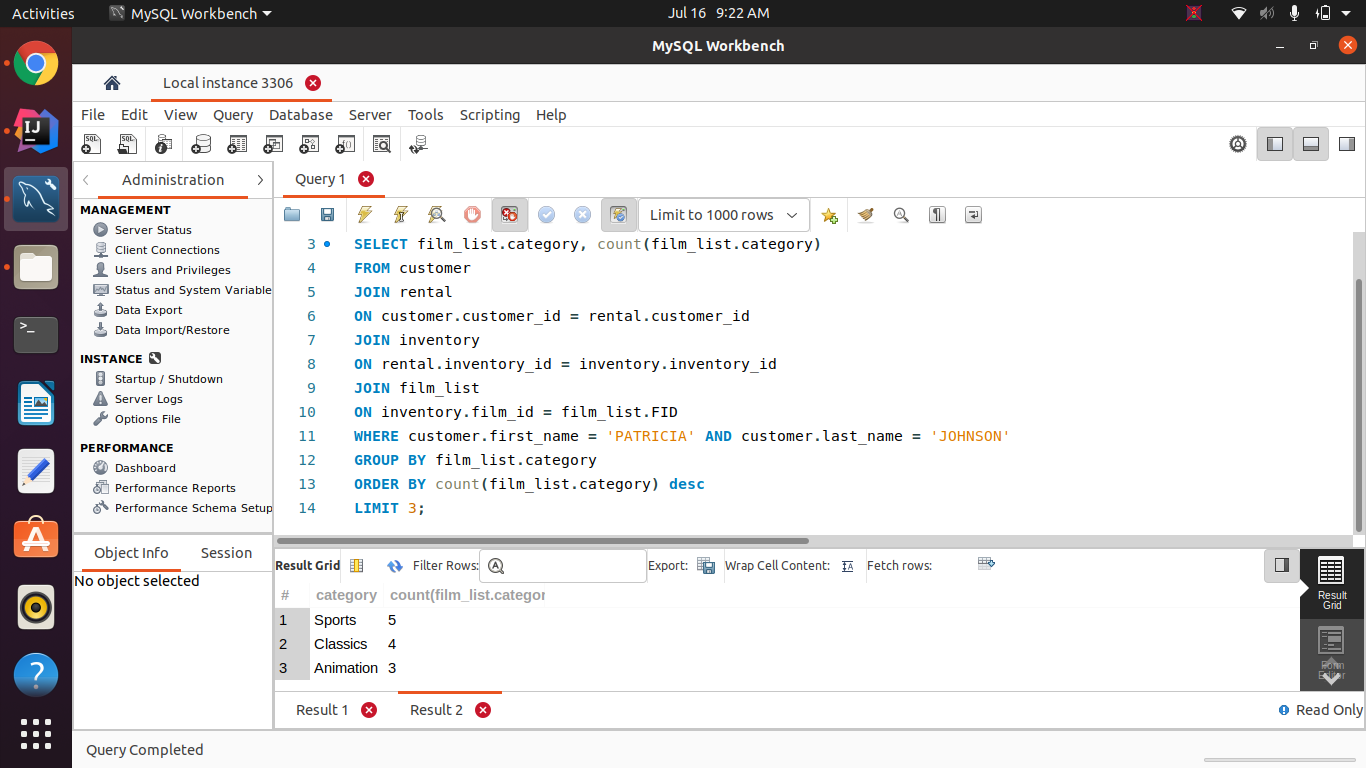 Activities MySQL Workbench Jul 16 9:22 AM
MySQL Workbench
Local instance 3306
File Edit View Query Database Server Tools Scripting Help
Administration
Query 1
MANAGEMENT
Server Status
Client Connections
Users and Privileges
Status and System Variable
Data Export
Data Import/Restore
INSTANCE
Startup / Shutdown
Server Logs
Options File
PERFORMANCE
Dashboard
Performance Reports
Performance Schema Setup
Object Info Session
No object selected
Limit to 1000 rows
3 SELECT film_list.category, count(film_list.category)
4 FROM customer
5 JOIN rental
6 ON customer.customer_id = rental.customer_id
7 JOIN inventory
8 ON rental.inventory_id = inventory.inventory_id
9 JOIN film_list
10 ON inventory.film_id = film_list.FID
11 WHERE customer.first_name = 'PATRICIA' AND customer.last_name = 'JOHNSON'
12 GROUP BY film_list.category
13 ORDER BY count(film_list.category) desc
14 LIMIT 3;
Result Grid Filter Rows: Export: Wrap Cell Content: Fetch rows:
# category count(film_list.categor
1 Sports 5
2 Classics 4
3 Animation 3
Result
Grid
Form
Editor
Result 1 Result 2 Read Only
Query Completed